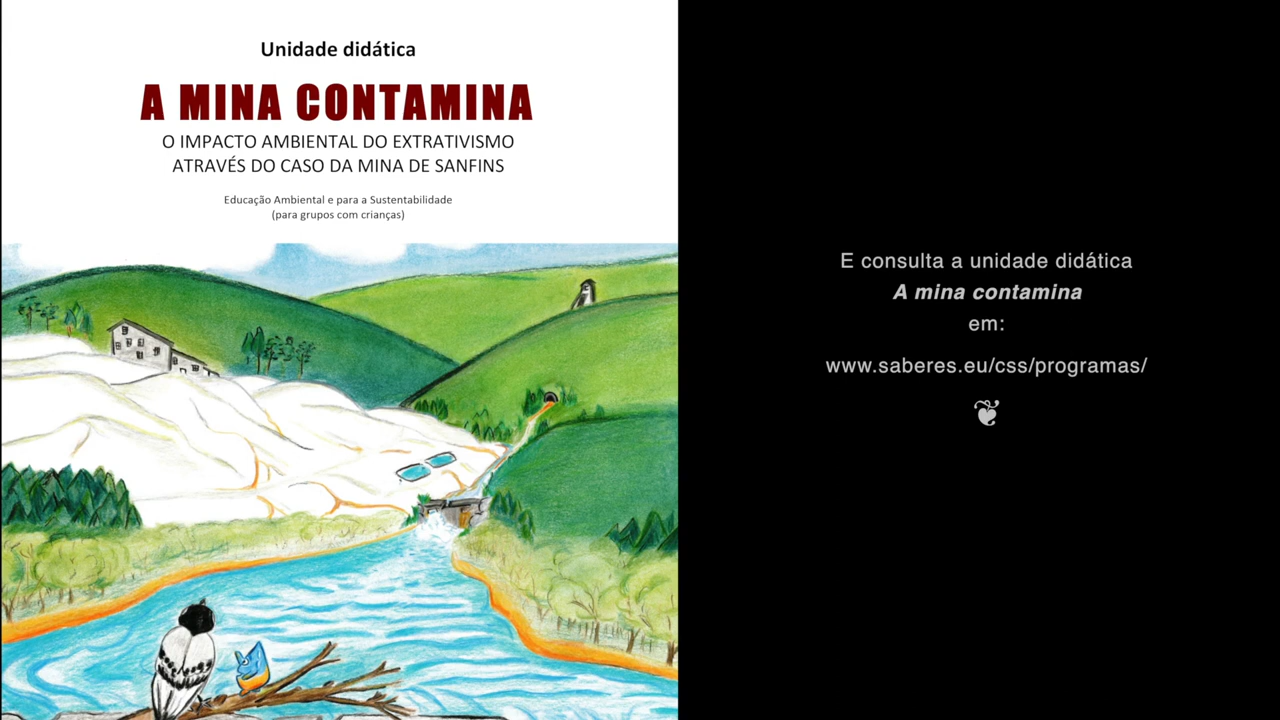 Unidade didática
A MINA CONTAMINA
O IMPACTO AMBIENTAL DO EXTRATIVISMO
ATRAVÉS DO CASO DA MINA DE SANFINS
Educação Ambiental e para a Sustentabilidade
(para grupos com crianças)
E consulta a unidade didática
A mina contamina
em:
www.saberes.eu/css/programas/